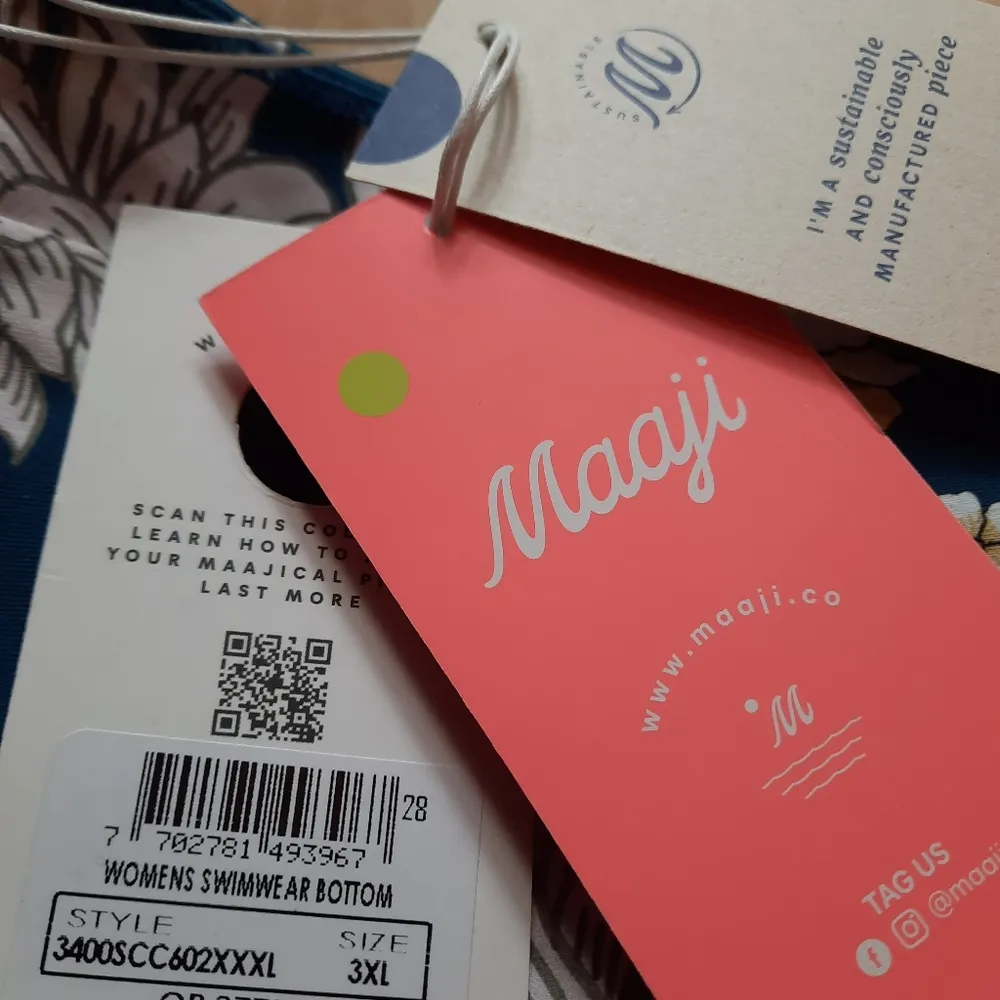 SUSTAINABLE
M
I'M A sustainable
AND consciously
MANUFACTURED piece
Maaji
www.maaji.co
M
TAG US
@maaji
W
SCAN THIS CO
LEARN HOW TO
YOUR MAAJICAL P
LAST MORE
28
7 702781 493967
WOMENS SWIMWEAR BOTTOM
STYLE SIZE
3400SCC602XXXL 3XL